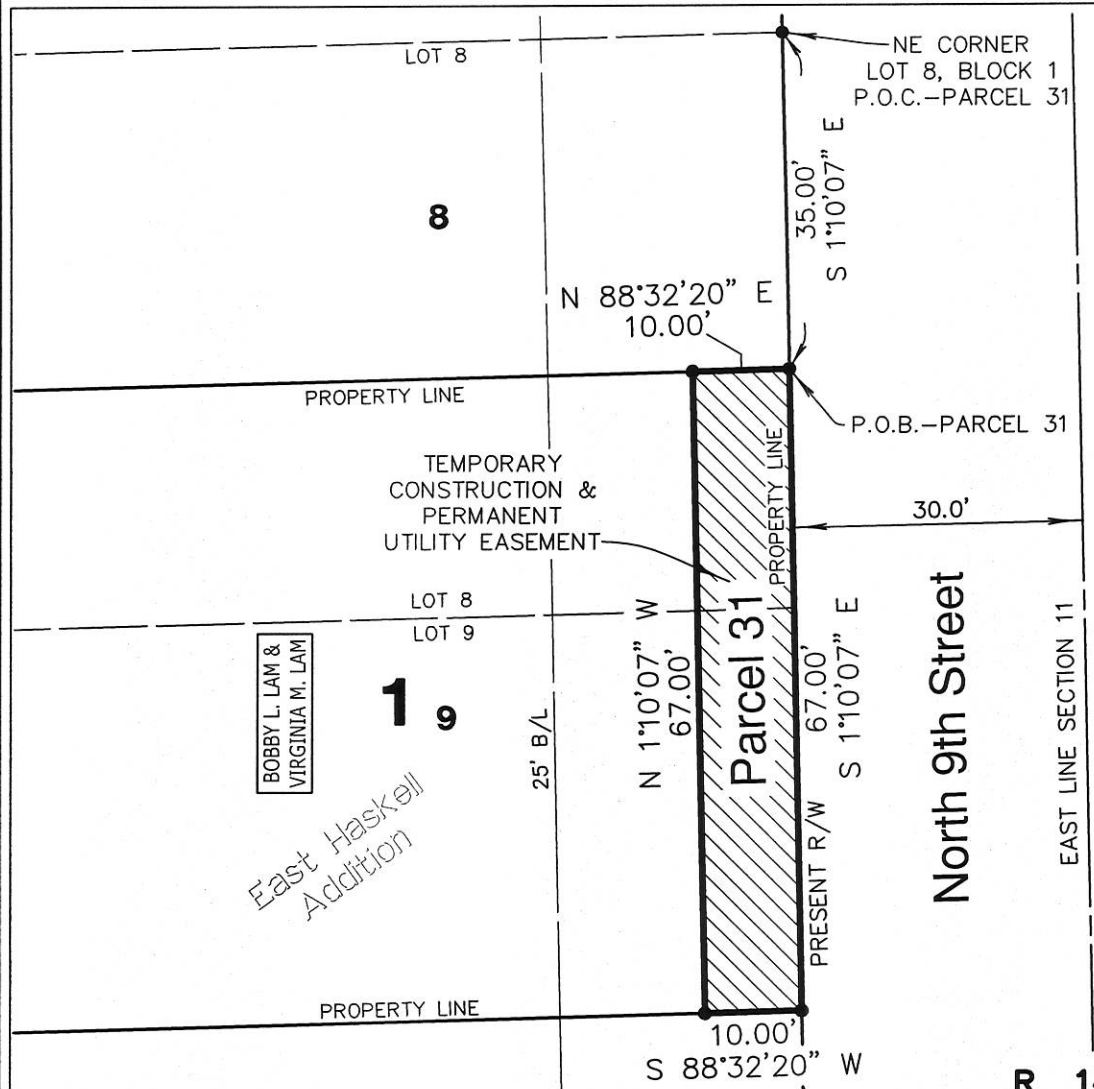 LOT 8
NE CORNER
LOT 8, BLOCK 1
P.O.C.-PARCEL 31
35.00'
S 1°10'07" E
8
N 88°32'20" E
10.00'
PROPERTY LINE
P.O.B.-PARCEL 31
TEMPORARY
CONSTRUCTION &
PERMANENT
UTILITY EASEMENT
PROPERTY LINE
30.0'
LOT 8
LOT 9
BOBBY L. LAM &
VIRGINIA M. LAM
1
9
25' B/L
N 1°10'07" W
67.00'
Parcel 31
67.00'
S 1°10'07" E
North 9th Street
EAST LINE SECTION 11
East Haskell
Addition
PRESENT R/W
PROPERTY LINE
10.00'
S 88°32'20" W
R